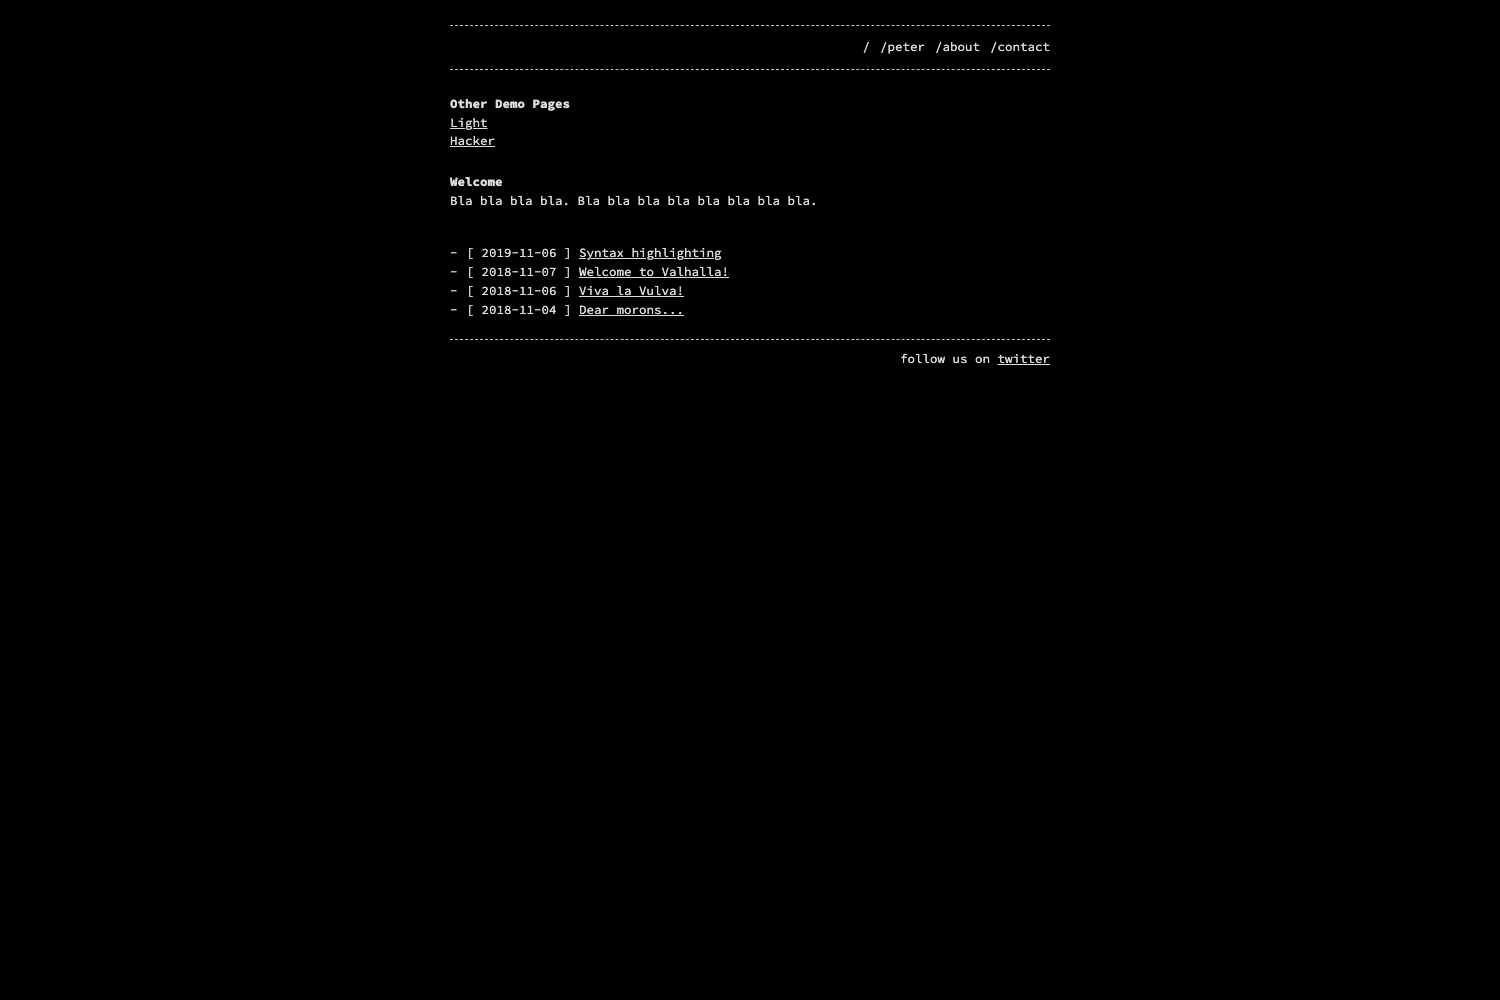 / /peter /about /contact
Other Demo Pages
Light
Hacker
Welcome
Bla bla bla bla. Bla bla bla bla bla bla bla bla.
- [ 2019-11-06 ] Syntax highlighting
- [ 2018-11-07 ] Welcome to Valhalla!
- [ 2018-11-06 ] Viva la Vulva!
- [ 2018-11-04 ] Dear morons...
follow us on twitter